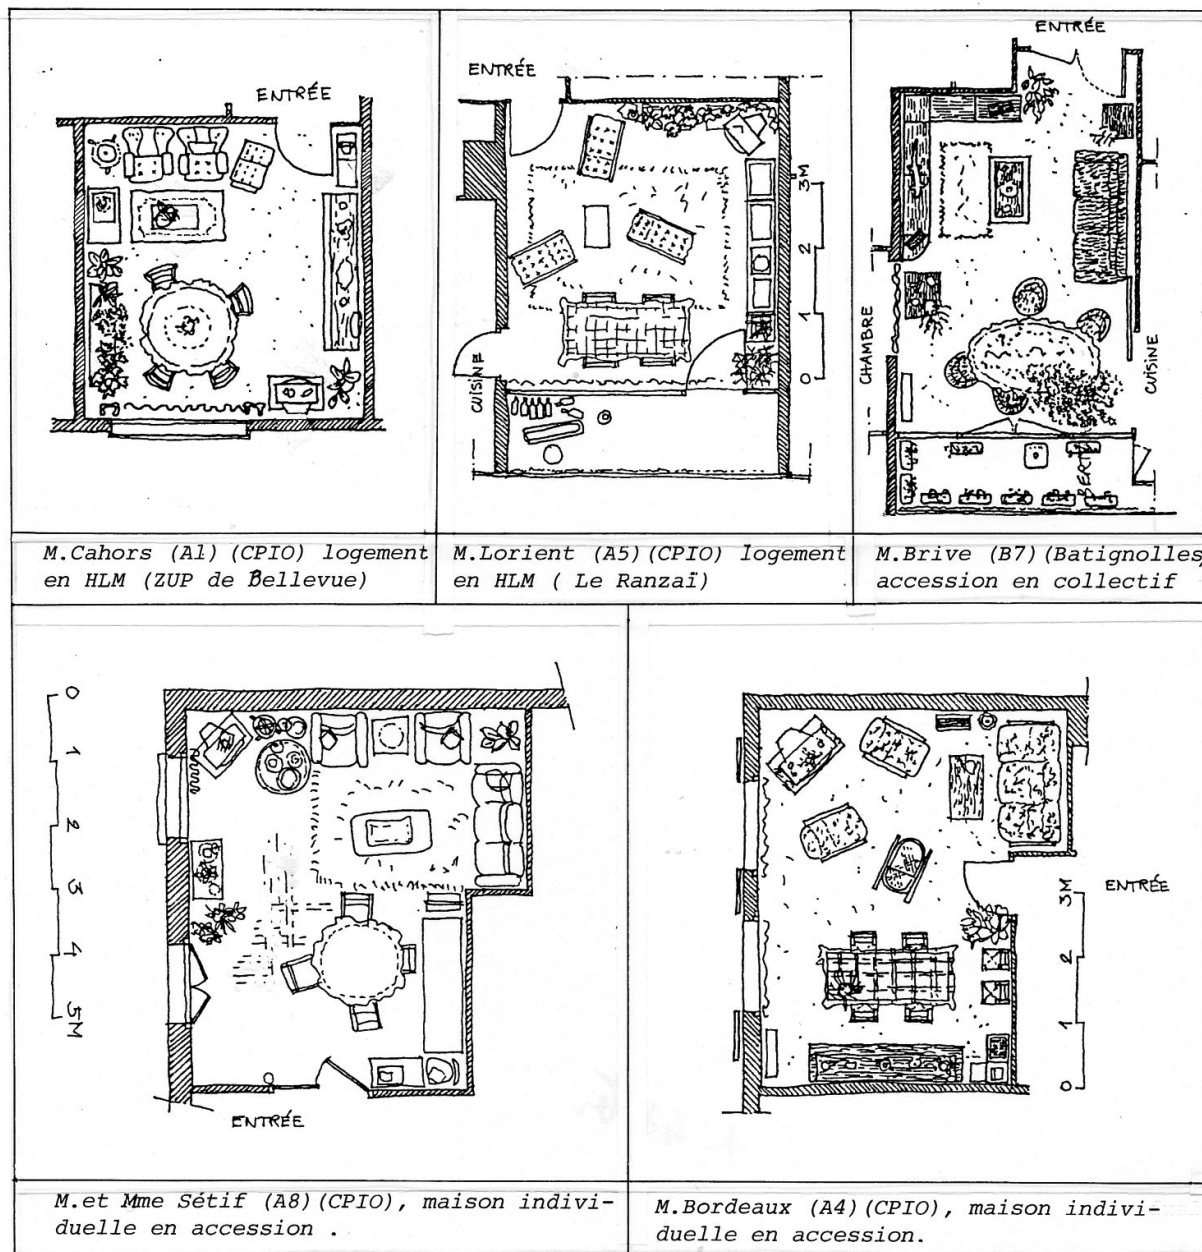 ENTRÉE
ENTRÉE
3M
2
1
0
CUISINE
ENTRÉE
CHAMBRE
CUISINE
M.Cahors (A1) (CPIO) logement
en HLM (ZUP de Bellevue)
M.Lorient (A5) (CPIO) logement
en HLM ( Le Ranzaï)
M.Brive (B7) (Batignolles,
accession en collectif
0
1
2
3
4
5M
ENTRÉE
ENTRÉE
3M
2
1
0
M.et Mme Sétif (A8) (CPIO), maison indivi-
duelle en accession .
M.Bordeaux (A4) (CPIO), maison indivi-
duelle en accession.